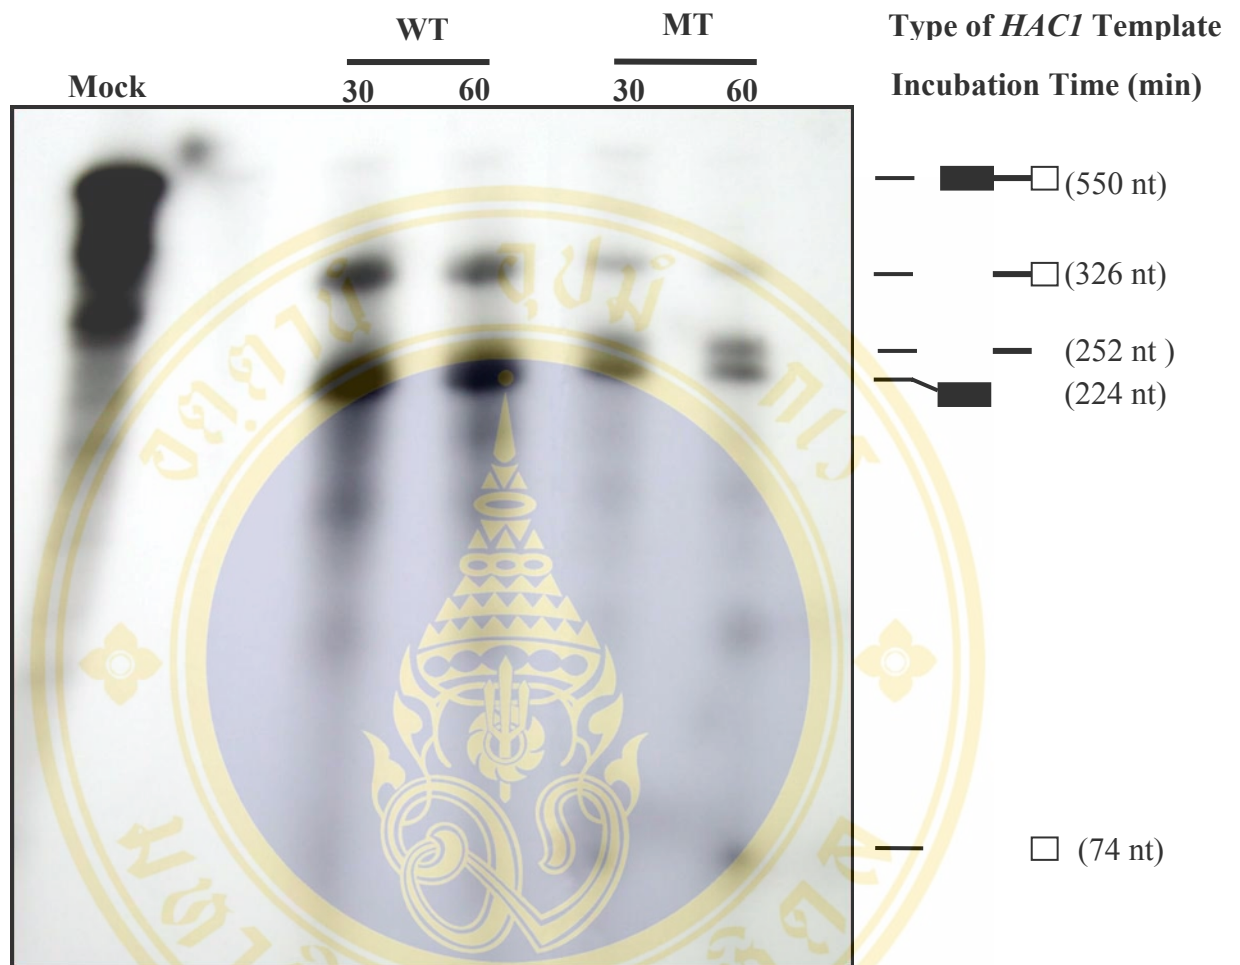 WT MT Type of HAC1 Template
Mock 30 60 30 60 Incubation Time (min)
(550 nt)
(326 nt)
(252 nt )
(224 nt)
(74 nt)